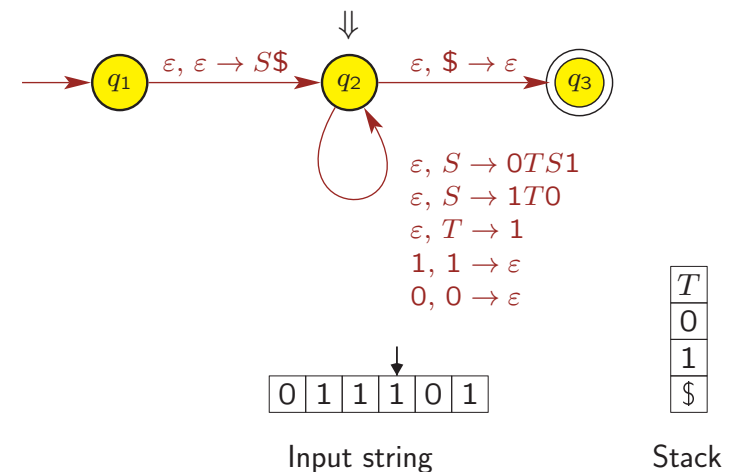 ⇓
q1 ε, ε → S$ q2 ε, $ → ε q3
ε, S → 0TS1
ε, S → 1T0
ε, T → 1
1, 1 → ε
0, 0 → ε
T
0
1
$
0 1 1 1 0 1
Input string
Stack